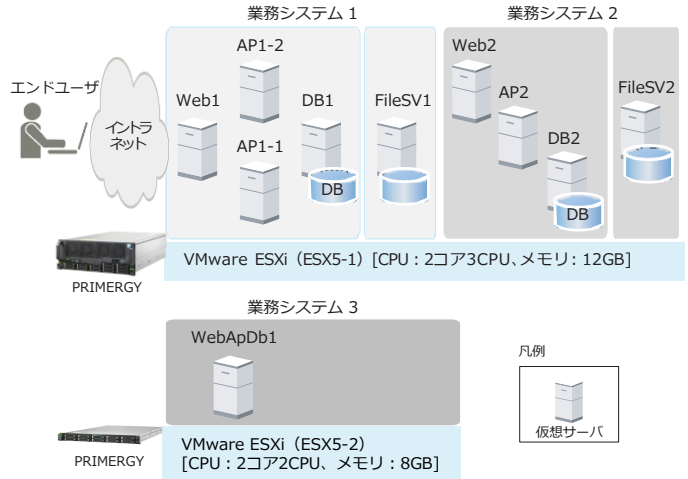 業務システム 1
業務システム 2
エンドユーザ
イントラ
ネット
Web1
AP1-2
AP1-1
DB1
DB
FileSV1
Web2
AP2
DB2
DB
FileSV2
PRIMERGY
VMware ESXi（ESX5-1）[CPU：2コア3CPU、メモリ：12GB]
業務システム 3
WebApDb1
PRIMERGY
VMware ESXi（ESX5-2）
[CPU：2コア2CPU、メモリ：8GB]
凡例
仮想サーバ